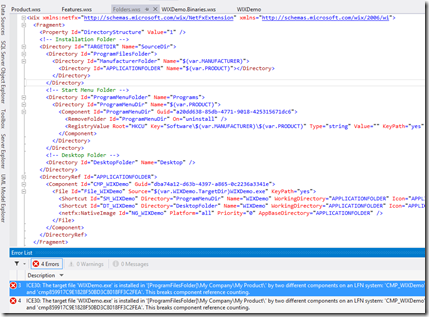 Product.wxs
Features.wxs
Folders.wxs
WIXDemo.Binaries.wxs
WIXDemo
Data Sources
SQL Server Object Explorer
Toolbox
Server Explorer
UML Model Explorer
<Wix xmlns:netfx="http://schemas.microsoft.com/wix/NetFxExtension" xmlns="http://schemas.microsoft.com/wix/2006/wi">
<Fragment>
<Property Id="DirectoryStructure" Value="1" />
<!-- Installation Folder -->
<Directory Id="TARGETDIR" Name="SourceDir">
<Directory Id="ProgramFilesFolder">
<Directory Id="ManufacturerFolder" Name="$(var.MANUFACTURER)">
<Directory Id="APPLICATIONFOLDER" Name="$(var.PRODUCT)"></Directory>
</Directory>
</Directory>
<!-- Start Menu Folder -->
<Directory Id="ProgramMenuFolder" Name="Programs">
<Directory Id="ProgramMenuDir" Name="$(var.PRODUCT)">
<Component Id="ProgramMenuDir" Guid="a20dd638-85db-4771-9018-425315671dc6">
<RemoveFolder Id="ProgramMenuDir" On="uninstall" />
<RegistryValue Root="HKCU" Key="Software\$(var.MANUFACTURER)\$(var.PRODUCT)" Type="string" Value="" KeyPath="yes"
</Component>
</Directory>
</Directory>
<!-- Desktop Folder -->
<Directory Id="DesktopFolder" Name="Desktop" />
</Directory>
<DirectoryRef Id="APPLICATIONFOLDER">
<Component Id="CMP_WIXDemo" Guid="dba74a12-d63b-4397-a865-0c2236a3341e">
<File Id="File_WIXDemo" Source="$(var.WIXDemo.TargetDir)WIXDemo.exe" KeyPath="yes">
<Shortcut Id="SM_WIXDemo" Directory="ProgramMenuDir" Name="WIXDemo" WorkingDirectory="APPLICATIONFOLDER" Icon=
<Shortcut Id="DT_WIXDemo" Directory="DesktopFolder" Name="WIXDemo" WorkingDirectory="APPLICATIONFOLDER" Icon=
<netfx:NativeImage Id="NG_WIXDemo" Platform="all" Priority="0" AppBaseDirectory="APPLICATIONFOLDER" />
</File>
</Component>
</DirectoryRef>
</Fragment>
Error List
4 Errors
0 Warnings
0 Messages
Description
3 ICE30: The target file 'WIXDemo.exe' is installed in '[ProgramFilesFolder]\My Company\My Product\' by two different components on an LFN system: 'CMP_WIXDemo'
and 'cmp859917C9E1828F50BD3C8018FF3C2FEA'. This breaks component reference counting.
4 ICE30: The target file 'WIXDemo.exe' is installed in '[ProgramFilesFolder]\My Company\My Product\' by two different components on an LFN system: 'CMP_WIXDemo'
and 'cmp859917C9E1828F50BD3C8018FF3C2FEA'. This breaks component reference counting.